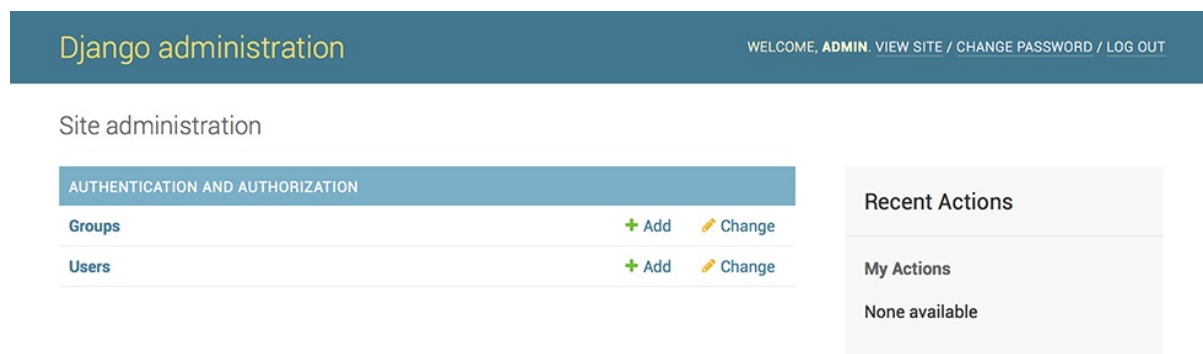 Django administration
WELCOME, ADMIN. VIEW SITE / CHANGE PASSWORD / LOG OUT
Site administration
AUTHENTICATION AND AUTHORIZATION
Groups + Add Change
Users + Add Change
Recent Actions
My Actions
None available